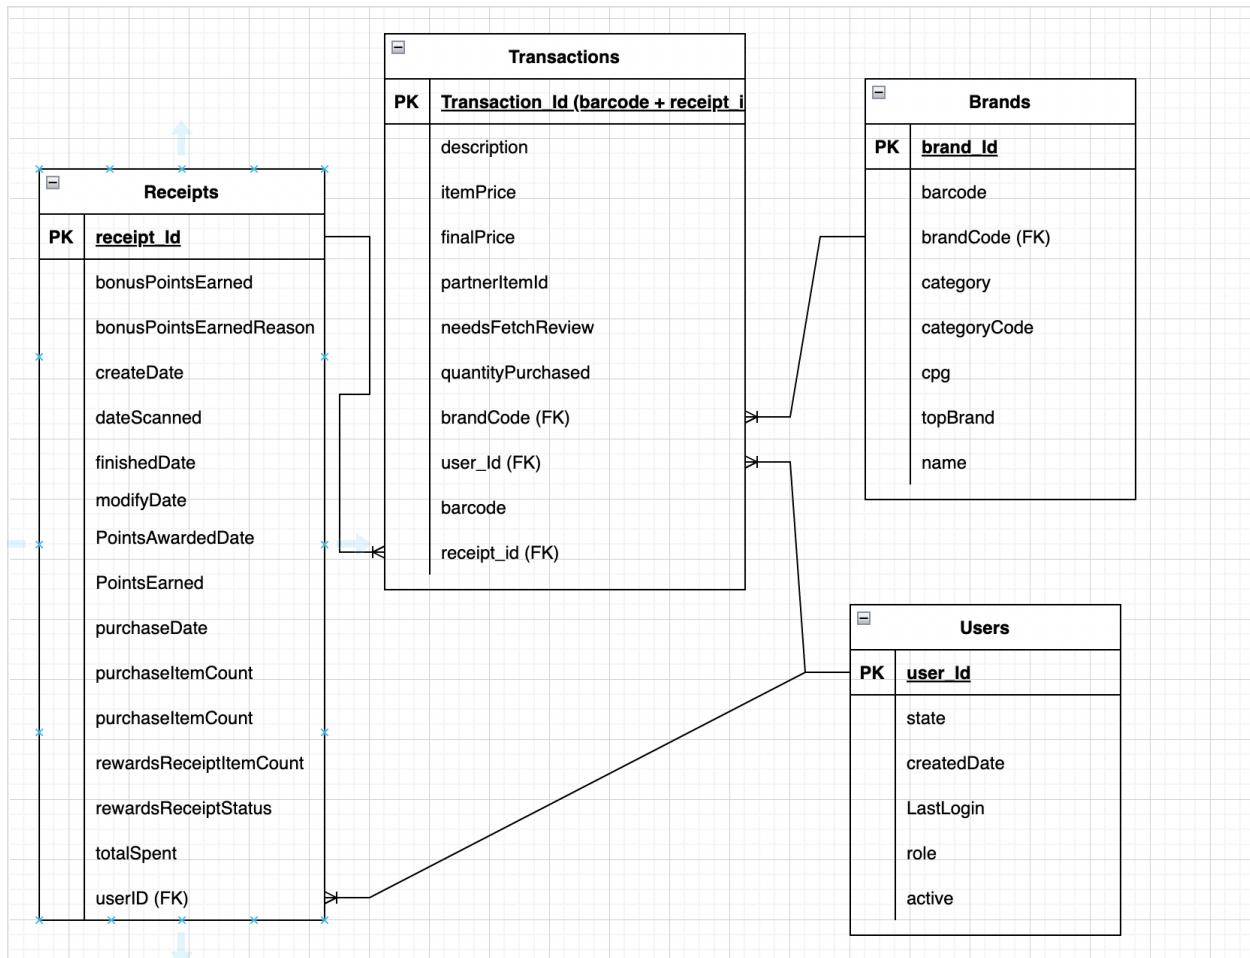 Transactions
PK Transaction_Id (barcode + receipt_i
description
itemPrice
finalPrice
partnerItemId
needsFetchReview
quantityPurchased
brandCode (FK)
user_Id (FK)
barcode
receipt_id (FK)
Brands
PK brand_Id
barcode
brandCode (FK)
category
categoryCode
cpg
topBrand
name
Receipts
PK receipt_Id
bonusPointsEarned
bonusPointsEarnedReason
createDate
dateScanned
finishedDate
modifyDate
PointsAwardedDate
PointsEarned
purchaseDate
purchaseItemCount
purchaseItemCount
rewardsReceiptItemCount
rewardsReceiptStatus
totalSpent
userID (FK)
Users
PK user_Id
state
createdDate
LastLogin
role
active